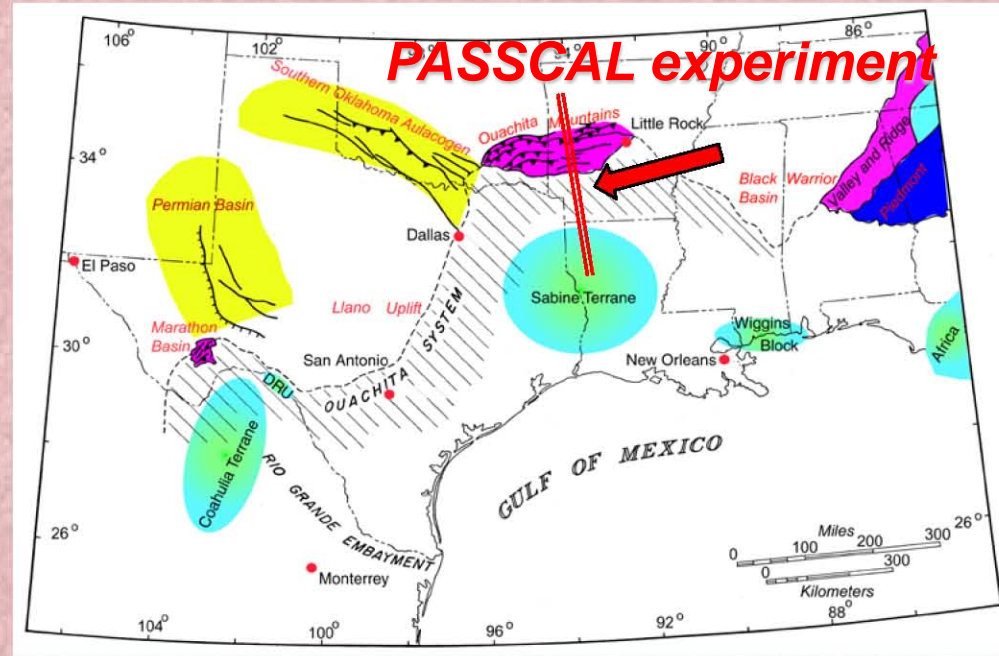 106°
102°
98°
94°
90°
86°
PASSCAL experiment
Southern Oklahoma Aulacogen
Ouachita Mountains
Little Rock
34°
Permian Basin
Black Warrior
Basin
Valley and Ridge
Piedmont
Dallas
El Paso
Sabine Terrane
Llano Uplift
Marathon
Basin
30°
San Antonio
OUACHITA SYSTEM
DRU
Wiggins
Block
New Orleans
Africa
Coahulia Terrane
RIO GRANDE EMBAYMENT
GULF OF MEXICO
26°
26°
Miles
0 100 200 300
0 300
Kilometers
Monterrey
104°
100°
96°
92°
88°